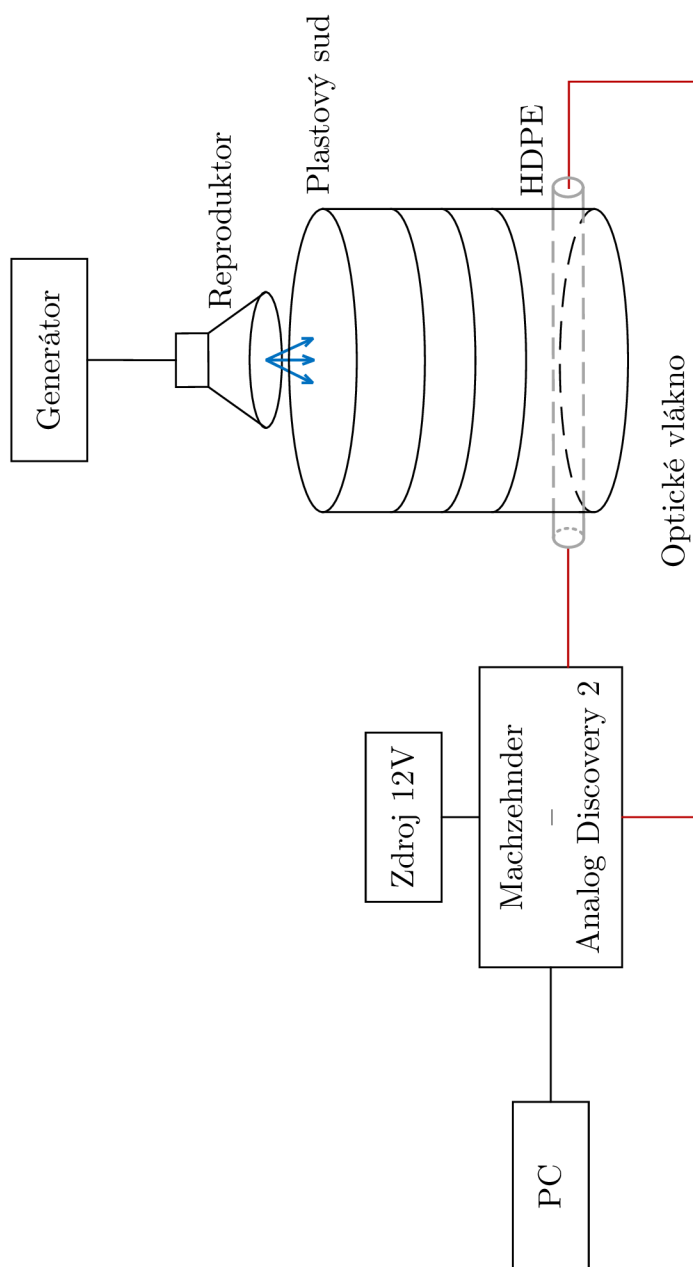 Generátor
Reproduktor
Plastový sud
HDPE
Optické vlákno
Zdroj 12V
Machzehnder
–
Analog Discovery 2
PC